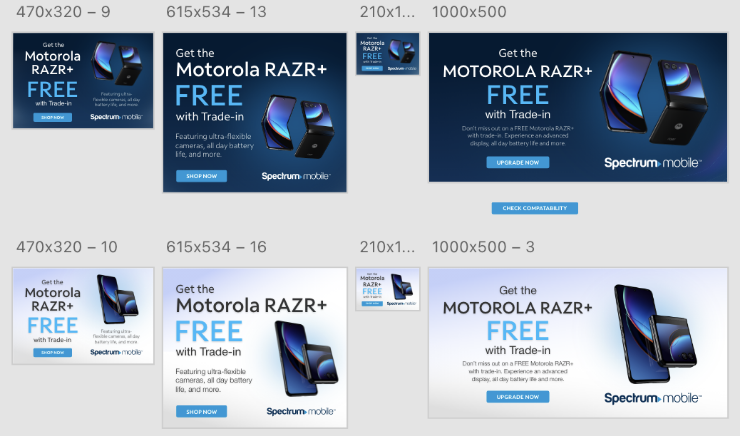 470x320 – 9
615x534 – 13
210x1...
1000x500
Get the
Motorola
RAZR+
FREE
with Trade-in
Featuring ultra-
flexible cameras, all day
battery life, and more.
SHOP NOW
Spectrum mobile
Get the
Motorola RAZR+
FREE
with Trade-in
Featuring ultra-flexible
cameras, all day battery
life, and more.
SHOP NOW
Spectrum mobile
Get the
Motorola
RAZR+
FREE
with Trade-in
SHOP NOW
Spectrum mobile
Get the
MOTOROLA RAZR+
FREE
with Trade-in
Don't miss out on a FREE Motorola RAZR+
with trade-in. Experience an advanced
display, all day battery life and more.
UPGRADE NOW
Spectrum mobile
CHECK COMPATABILITY
470x320 – 10
615x534 – 16
210x1...
1000x500 – 3
Get the
Motorola
RAZR+
FREE
with Trade-in
Featuring ultra-
flexible cameras, all day
battery life, and more.
SHOP NOW
Spectrum mobile
Get the
Motorola RAZR+
FREE
with Trade-in
Featuring ultra-flexible
cameras, all day battery
life, and more.
SHOP NOW
Spectrum mobile
Get the
Motorola
RAZR+
FREE
with Trade-in
SHOP NOW
Spectrum mobile
Get the
MOTOROLA RAZR+
FREE
with Trade-in
Don't miss out on a FREE Motorola RAZR+
with trade-in. Experience an advanced
display, all day battery life and more.
UPGRADE NOW
Spectrum mobile